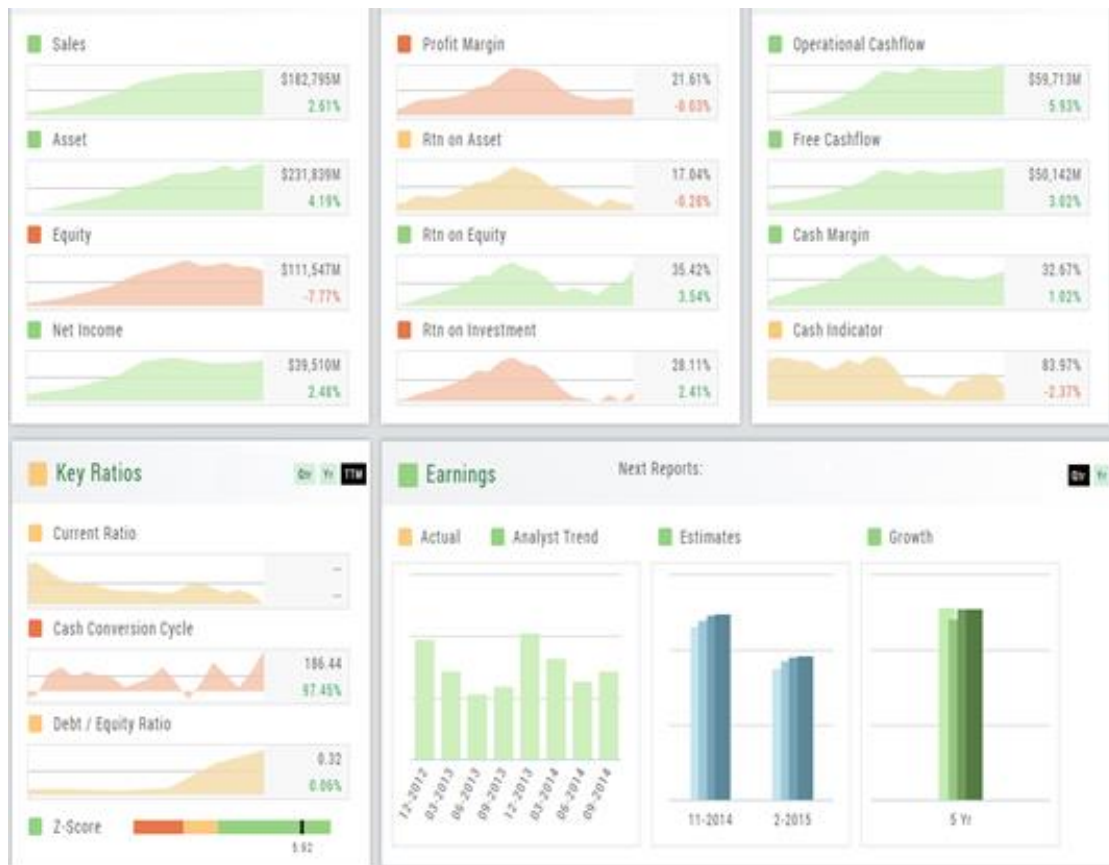 Sales
$182,795M
2.61%
Asset
$231,839M
4.19%
Equity
$111,547M
-7.77%
Net Income
$39,510M
2.48%
Profit Margin
21.61%
-0.03%
Rtn on Asset
17.04%
-0.28%
Rtn on Equity
35.42%
3.54%
Rtn on Investment
28.11%
2.41%
Operational Cashflow
$59,713M
5.93%
Free Cashflow
$50,142M
3.02%
Cash Margin
32.67%
1.02%
Cash Indicator
83.97%
-2.37%
Key Ratios
Qtr Yr TTM
Current Ratio
--
--
Cash Conversion Cycle
186.44
97.45%
Debt / Equity Ratio
0.32
0.06%
Z-Score
5.92
Earnings Next Reports:
Qtr Yr
Actual Analyst Trend Estimates Growth
12-2012 03-2013 06-2013 09-2013 12-2013 03-2014 06-2014 09-2014
11-2014 2-2015
5 Yr